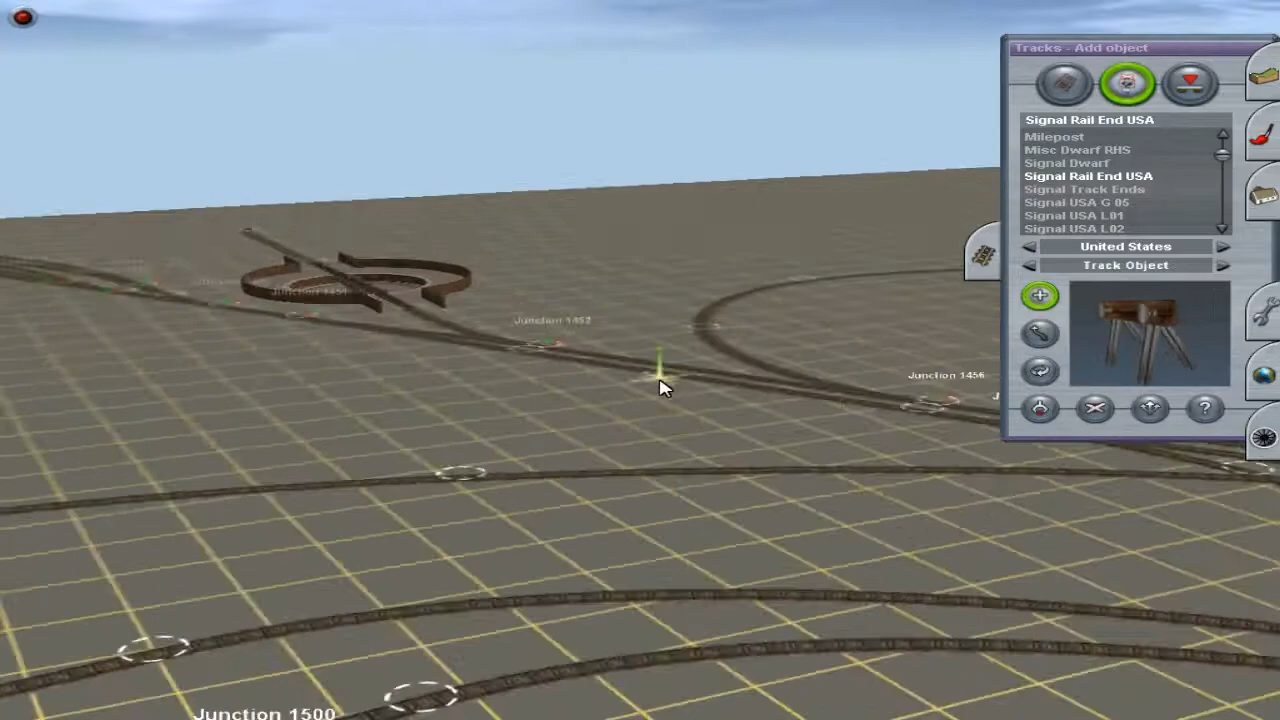 Tracks - Add object
Signal Rail End USA
Milepost
Misc Dwarf RHS
Signal Dwarf
Signal Rail End USA
Signal Track Ends
Signal USA G 05
Signal USA L01
Signal USA L02
United States
Track Object
?
Junction 1451
Junction 1452
Junction 1456
J
Junction 1500